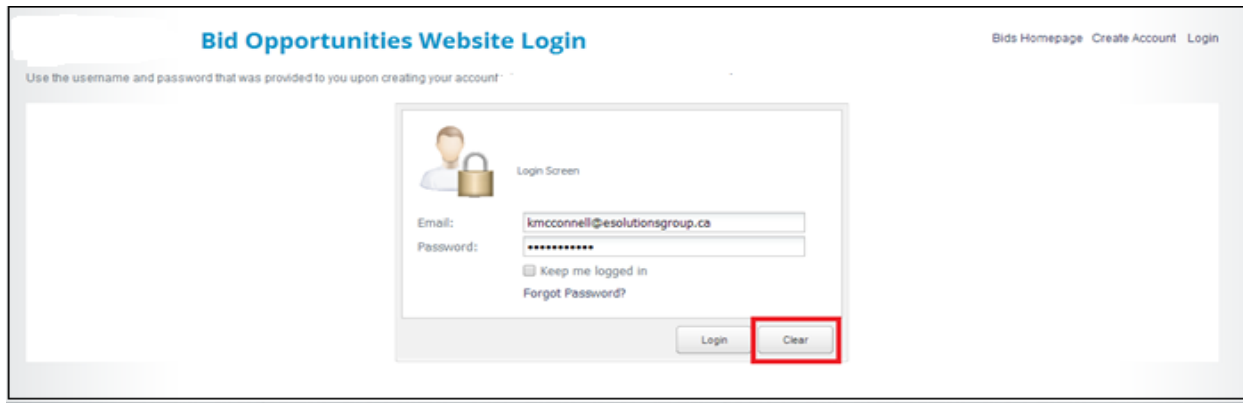 Bid Opportunities Website Login
Bids Homepage Create Account Login
Use the username and password that was provided to you upon creating your account
Login Screen
Email: kmcconnell@esolutionsgroup.ca
Password: •••••••••••
Keep me logged in
Forgot Password?
Login Clear